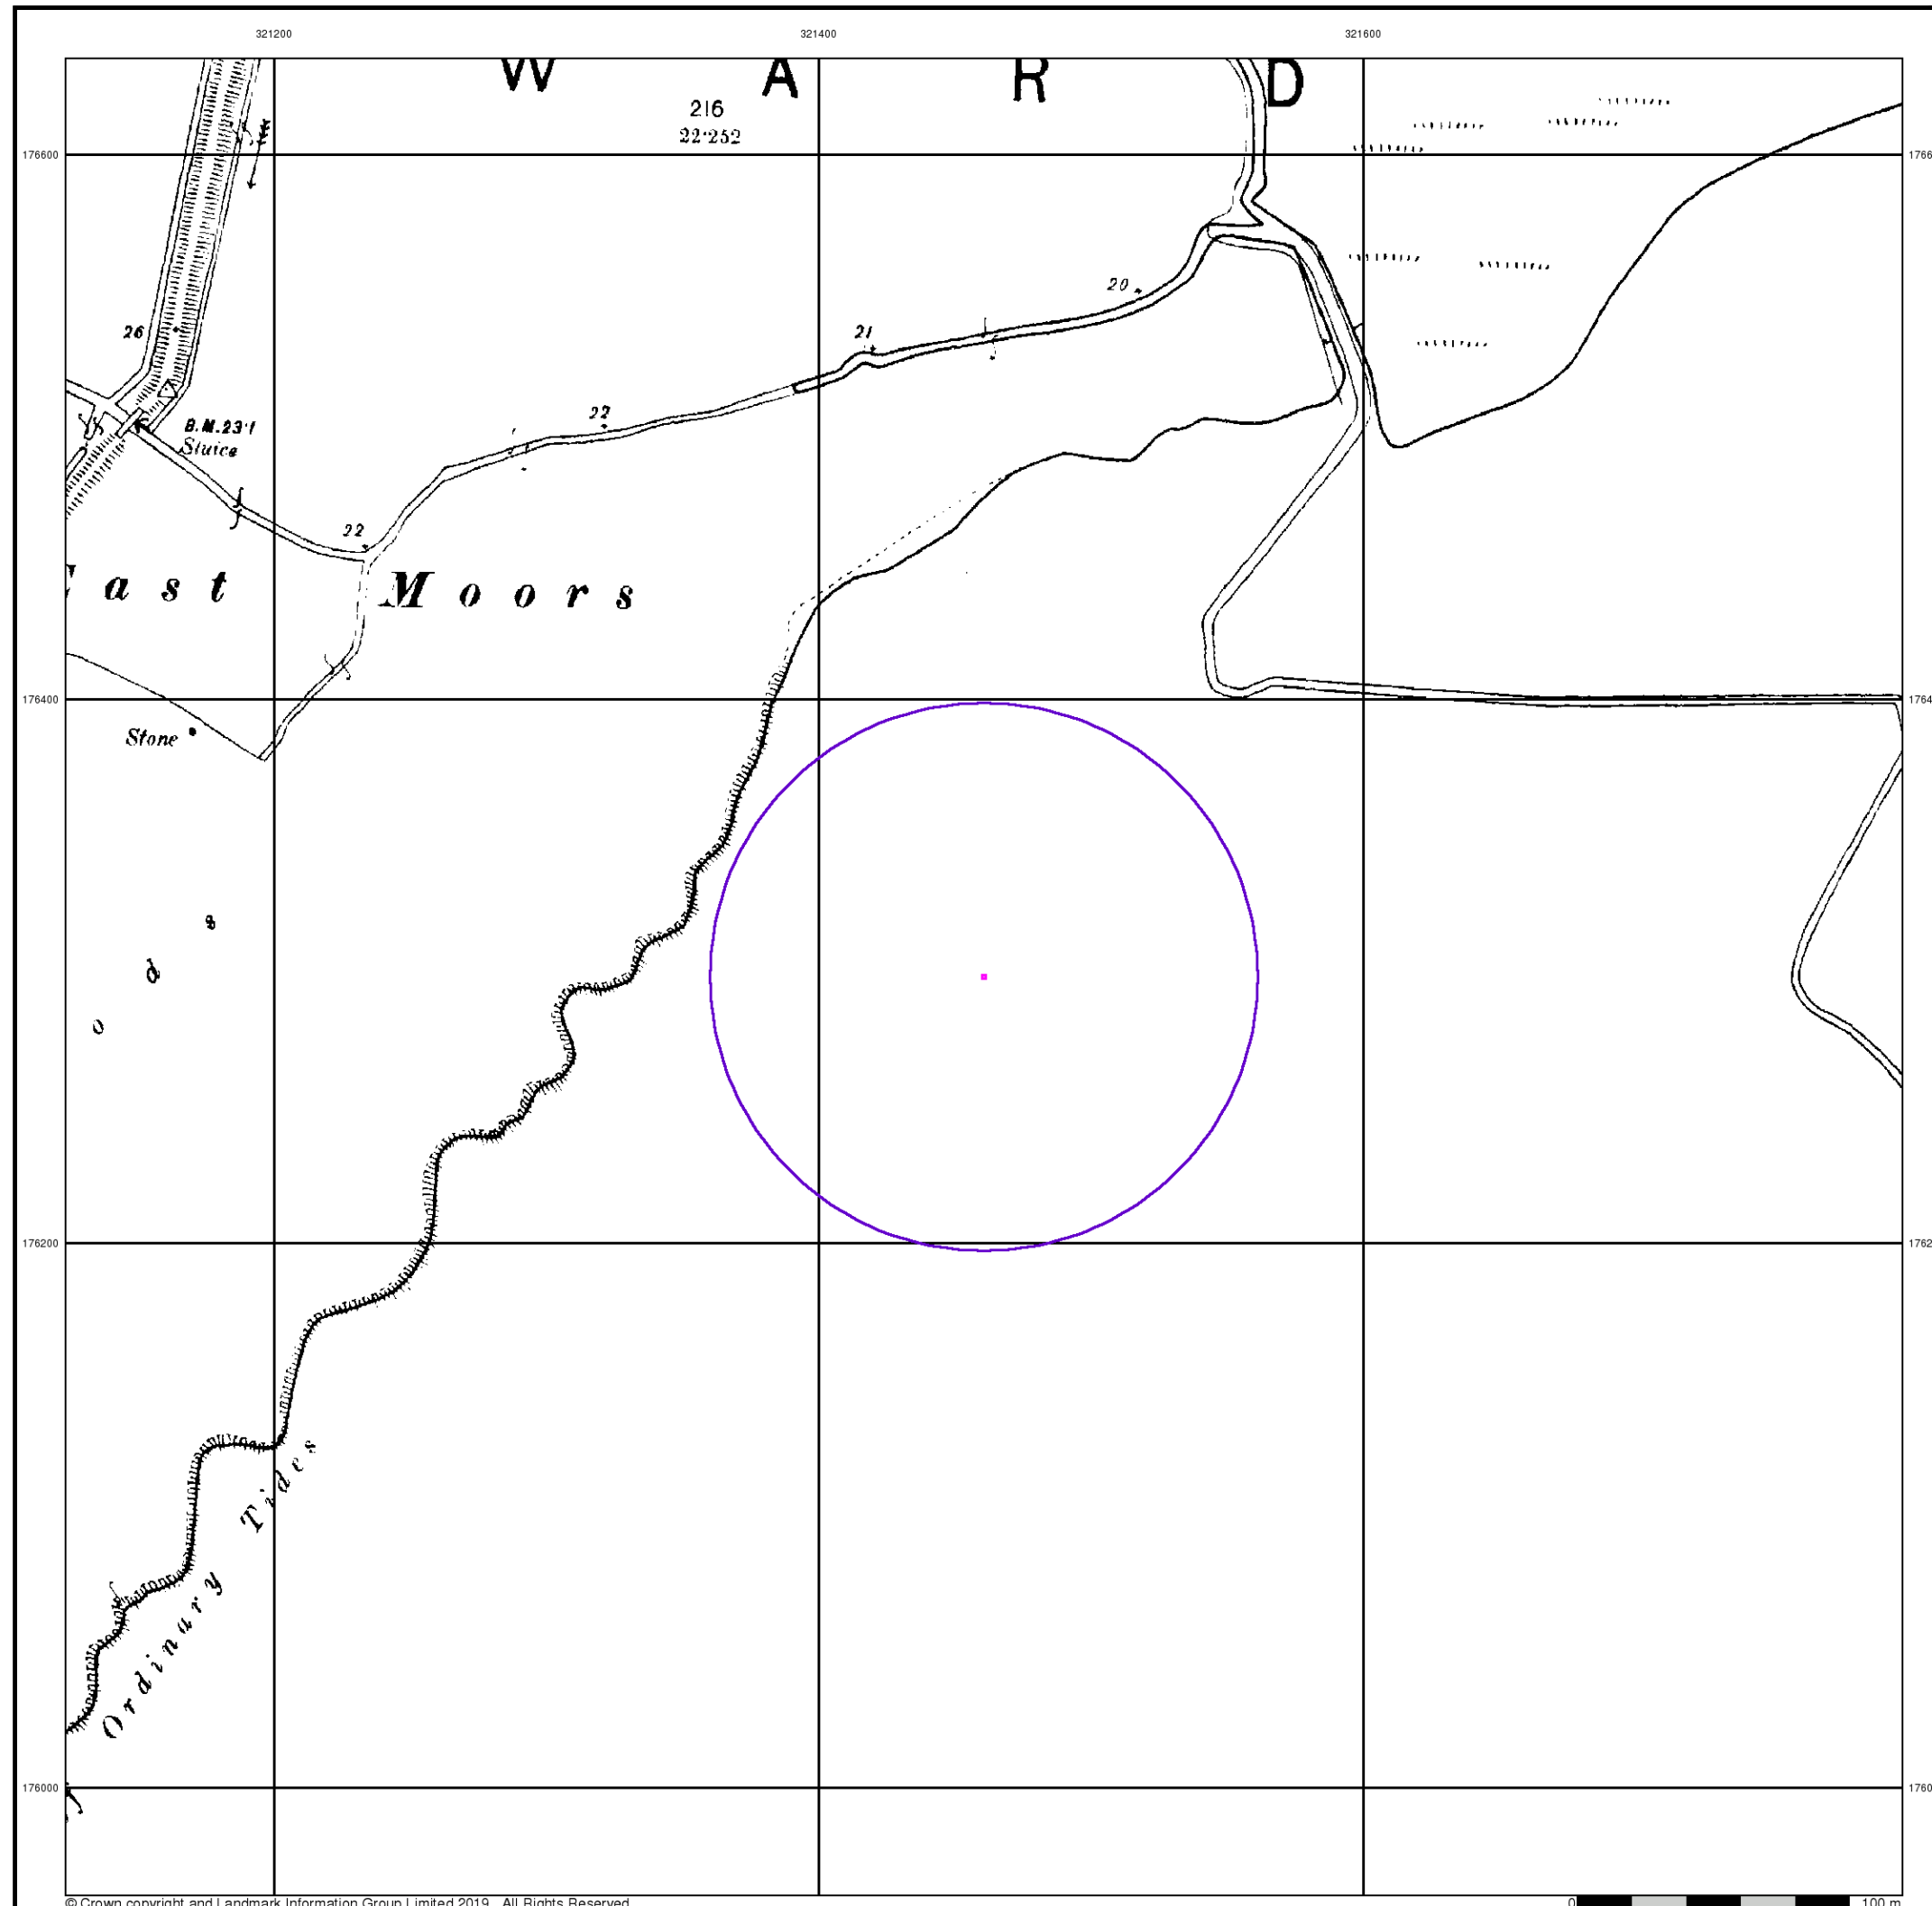 321200 321400 321600
W A R D
216
22·252
176600
20
26
21
22
B.M.23·1
Sluice
22
ast Moors
176400
Stone
o d s
176200
Ordinary Tides
176000
© Crown copyright and Landmark Information Group Limited 2019. All Rights Reserved.
0 100 m